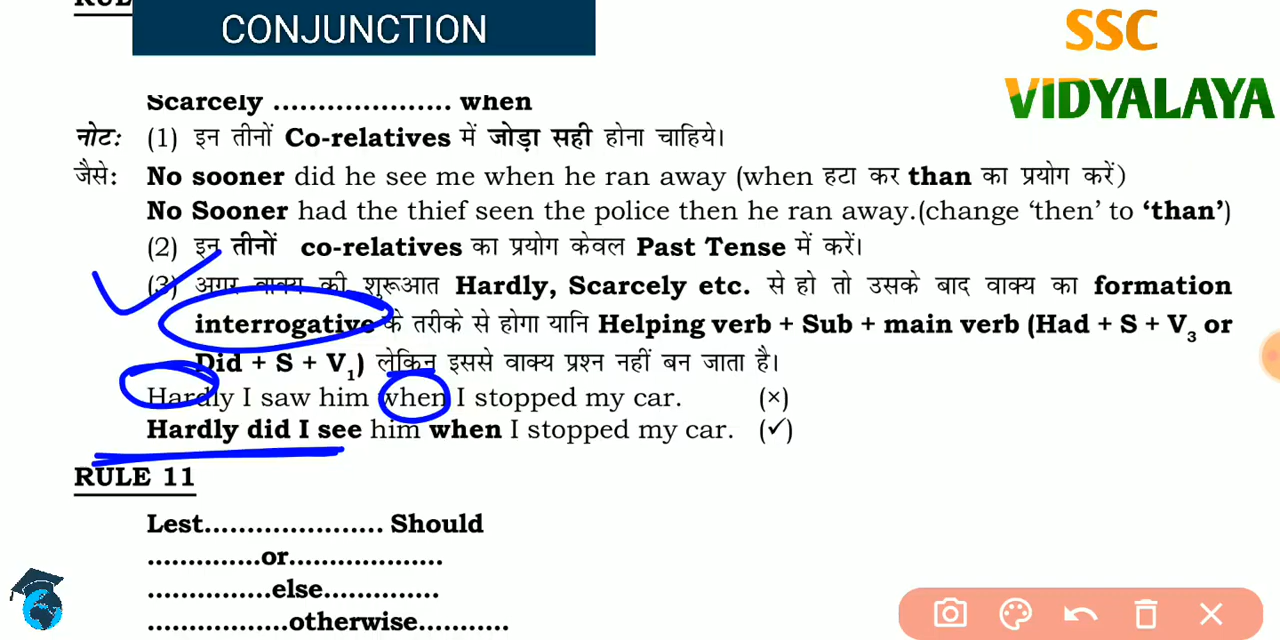 CONJUNCTION
SSC
VIDYALAYA
Scarcely ..................... when
नोट: (1) इन तीनों Co-relatives में जोड़ा सही होना चाहिये।
जैसे: No sooner did he see me when he ran away (when हटा कर than का प्रयोग करें)
No Sooner had the thief seen the police then he ran away.(change 'then' to 'than')
(2) इन तीनों co-relatives का प्रयोग केवल Past Tense में करें।
(3) अगर वाक्य की शुरूआत Hardly, Scarcely etc. से हो तो उसके बाद वाक्य का formation
interrogative के तरीके से होगा यानि Helping verb + Sub + main verb (Had + S + V3 or
Did + S + V1) लेकिन इससे वाक्य प्रश्न नहीं बन जाता है।
Hardly I saw him when I stopped my car. (×)
Hardly did I see him when I stopped my car. (✓)
RULE 11
Lest..................... Should
..............or...................
...............else..............
.................otherwise...........